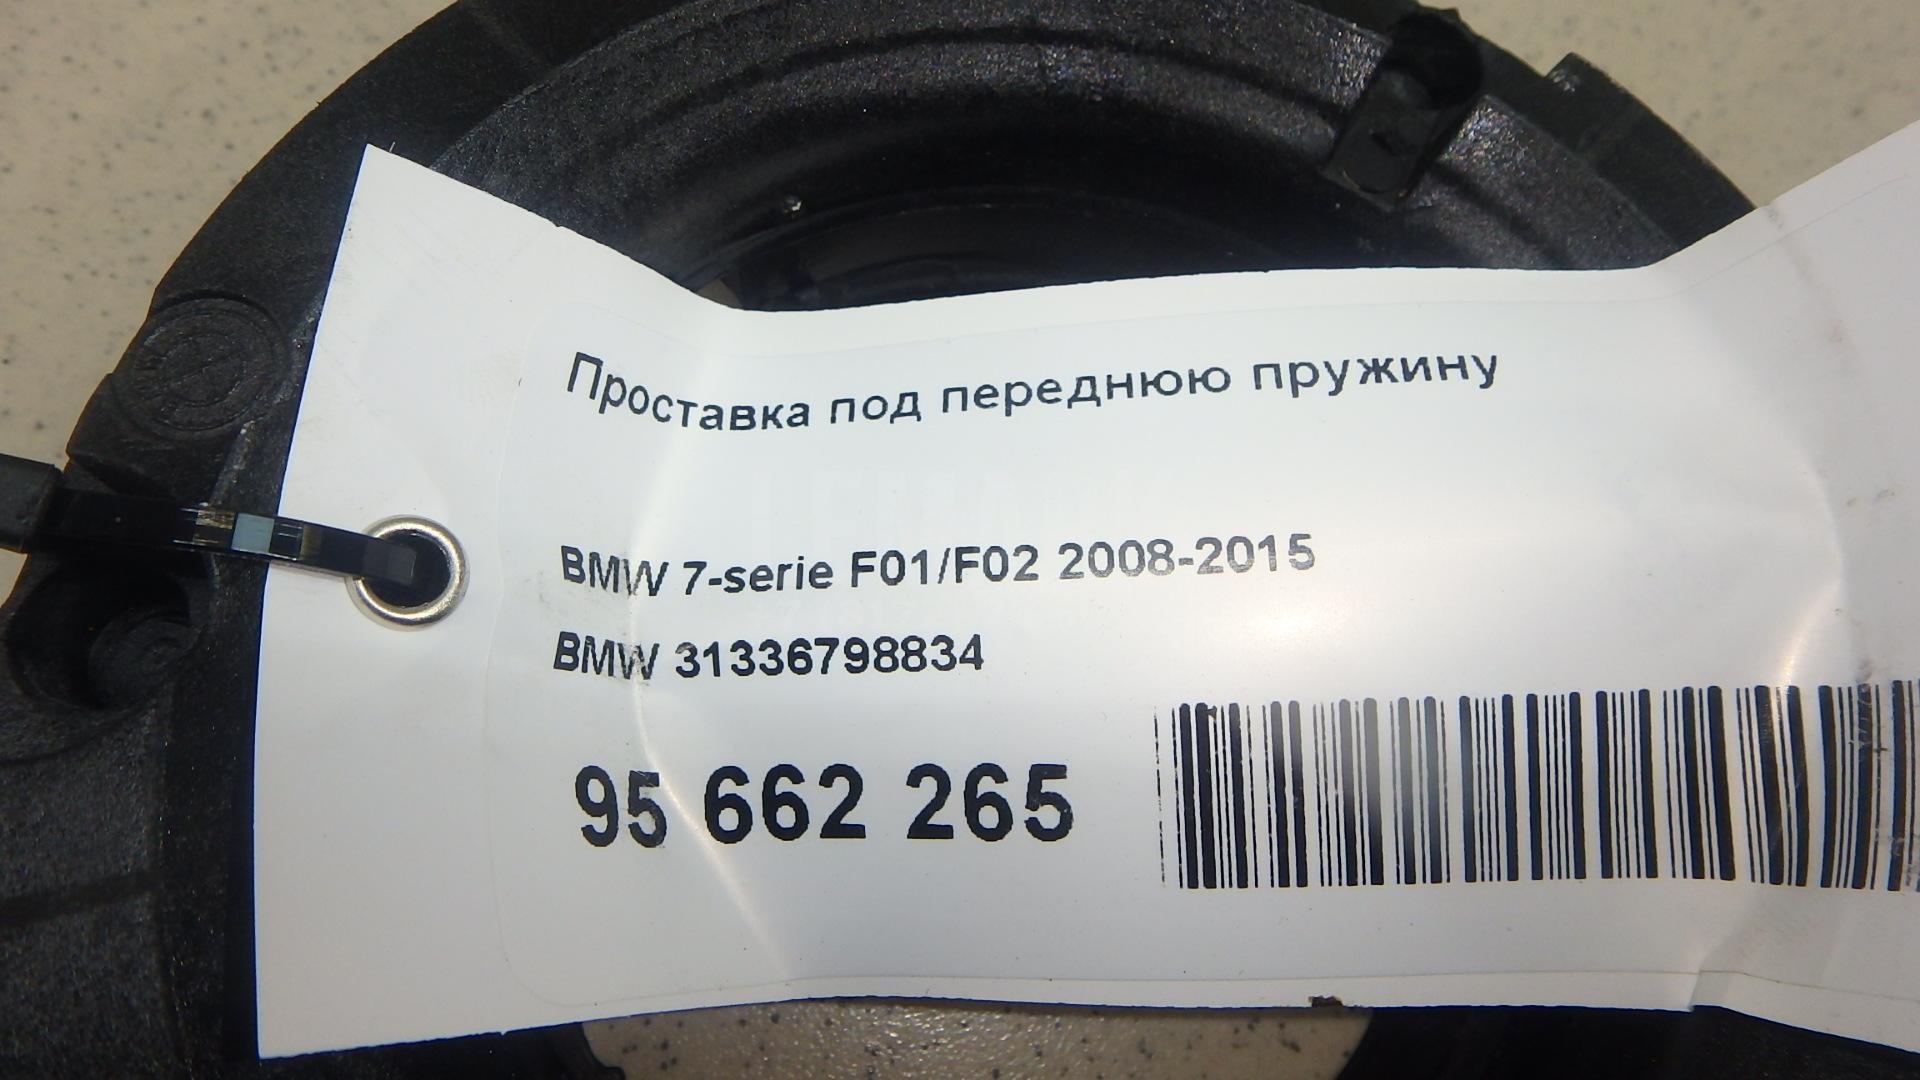 Проставка под переднюю пружину
BMW 7-serie F01/F02 2008-2015
BMW 31336798834
95 662 265